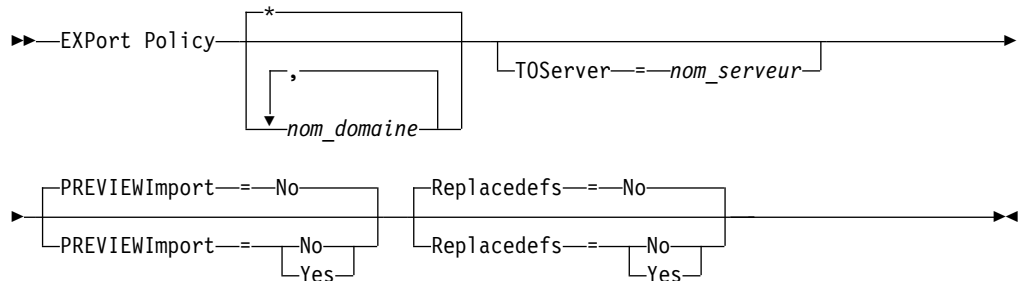 *
EXPort Policy
,
TOServer = nom_serveur
nom_domaine
PREVIEWImport = No
Replacedefs = No
PREVIEWImport = No
Replacedefs = No
Yes
Yes